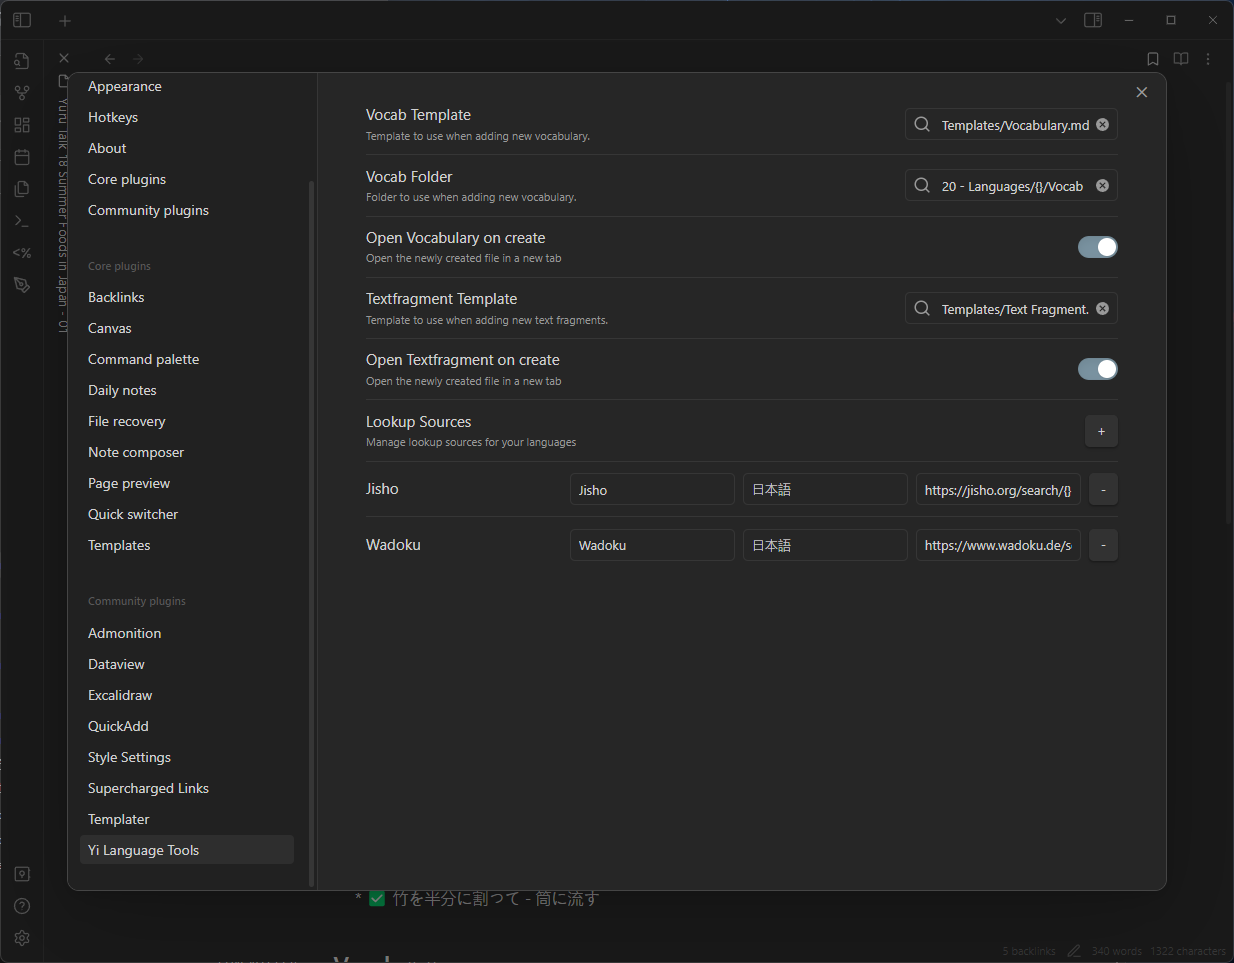 Yuru Talk 18 Summer Foods in Japan - 01
Appearance
Hotkeys
About
Core plugins
Community plugins
Core plugins
Backlinks
Canvas
Command palette
Daily notes
File recovery
Note composer
Page preview
Quick switcher
Templates
Community plugins
Admonition
Dataview
Excalidraw
QuickAdd
Style Settings
Supercharged Links
Templater
Yi Language Tools
Vocab Template
Template to use when adding new vocabulary.
Templates/Vocabulary.md
Vocab Folder
Folder to use when adding new vocabulary.
20 - Languages/{}/Vocab
Open Vocabulary on create
Open the newly created file in a new tab
Textfragment Template
Template to use when adding new text fragments.
Templates/Text Fragment.
Open Textfragment on create
Open the newly created file in a new tab
Lookup Sources
Manage lookup sources for your languages
+
Jisho Jisho 日本語 https://jisho.org/search/{} -
Wadoku Wadoku 日本語 https://www.wadoku.de/s -
* ✅ 竹を半分に割つて - 筒に流す
5 backlinks 340 words 1322 characters